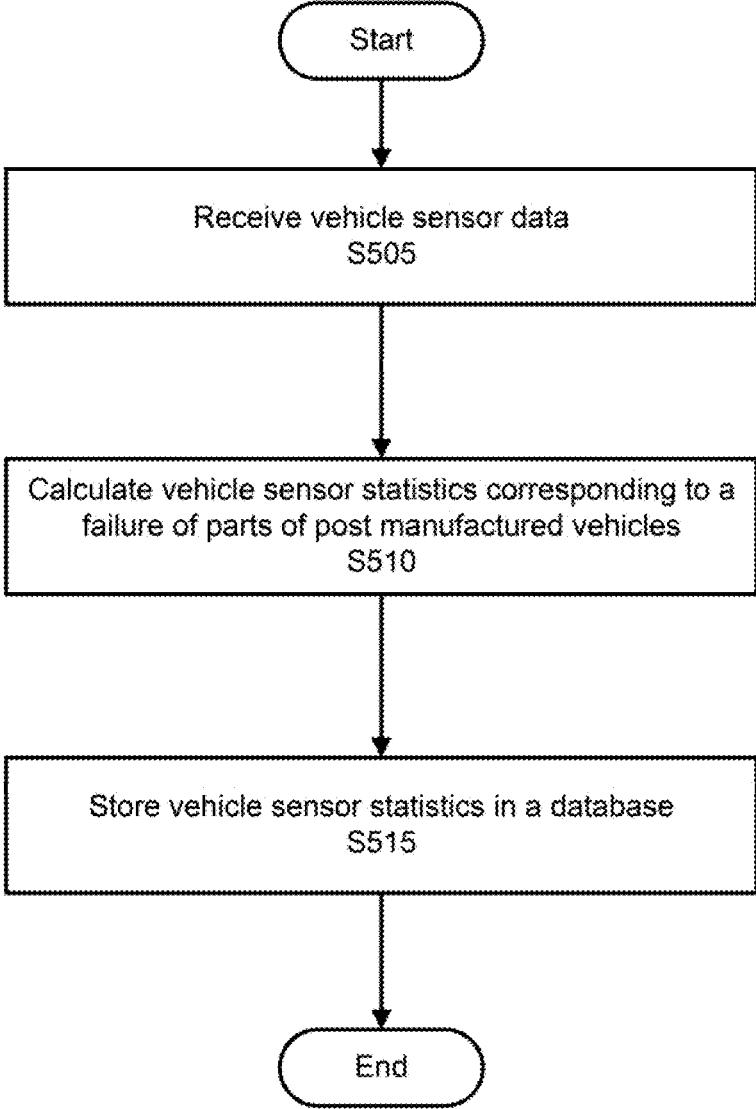 Start
Receive vehicle sensor data
S505
Calculate vehicle sensor statistics corresponding to a
failure of parts of post manufactured vehicles
S510
Store vehicle sensor statistics in a database
S515
End